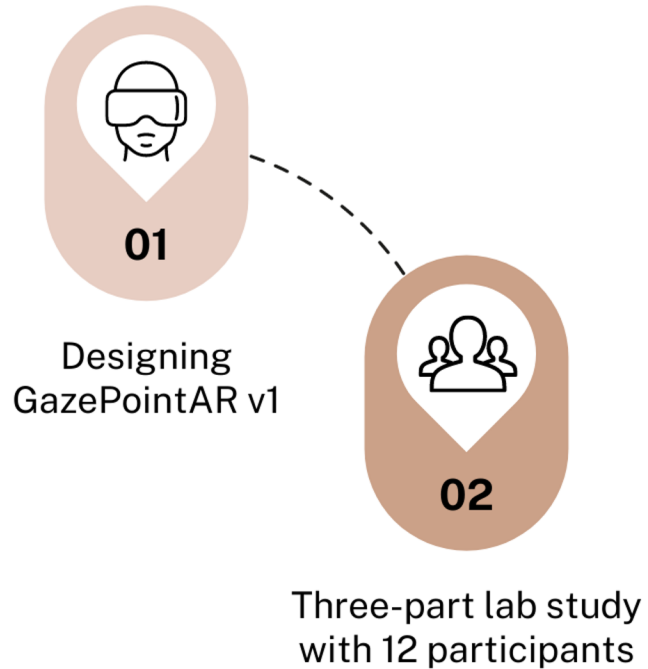 01
Designing
GazePointAR v1
02
Three-part lab study
with 12 participants